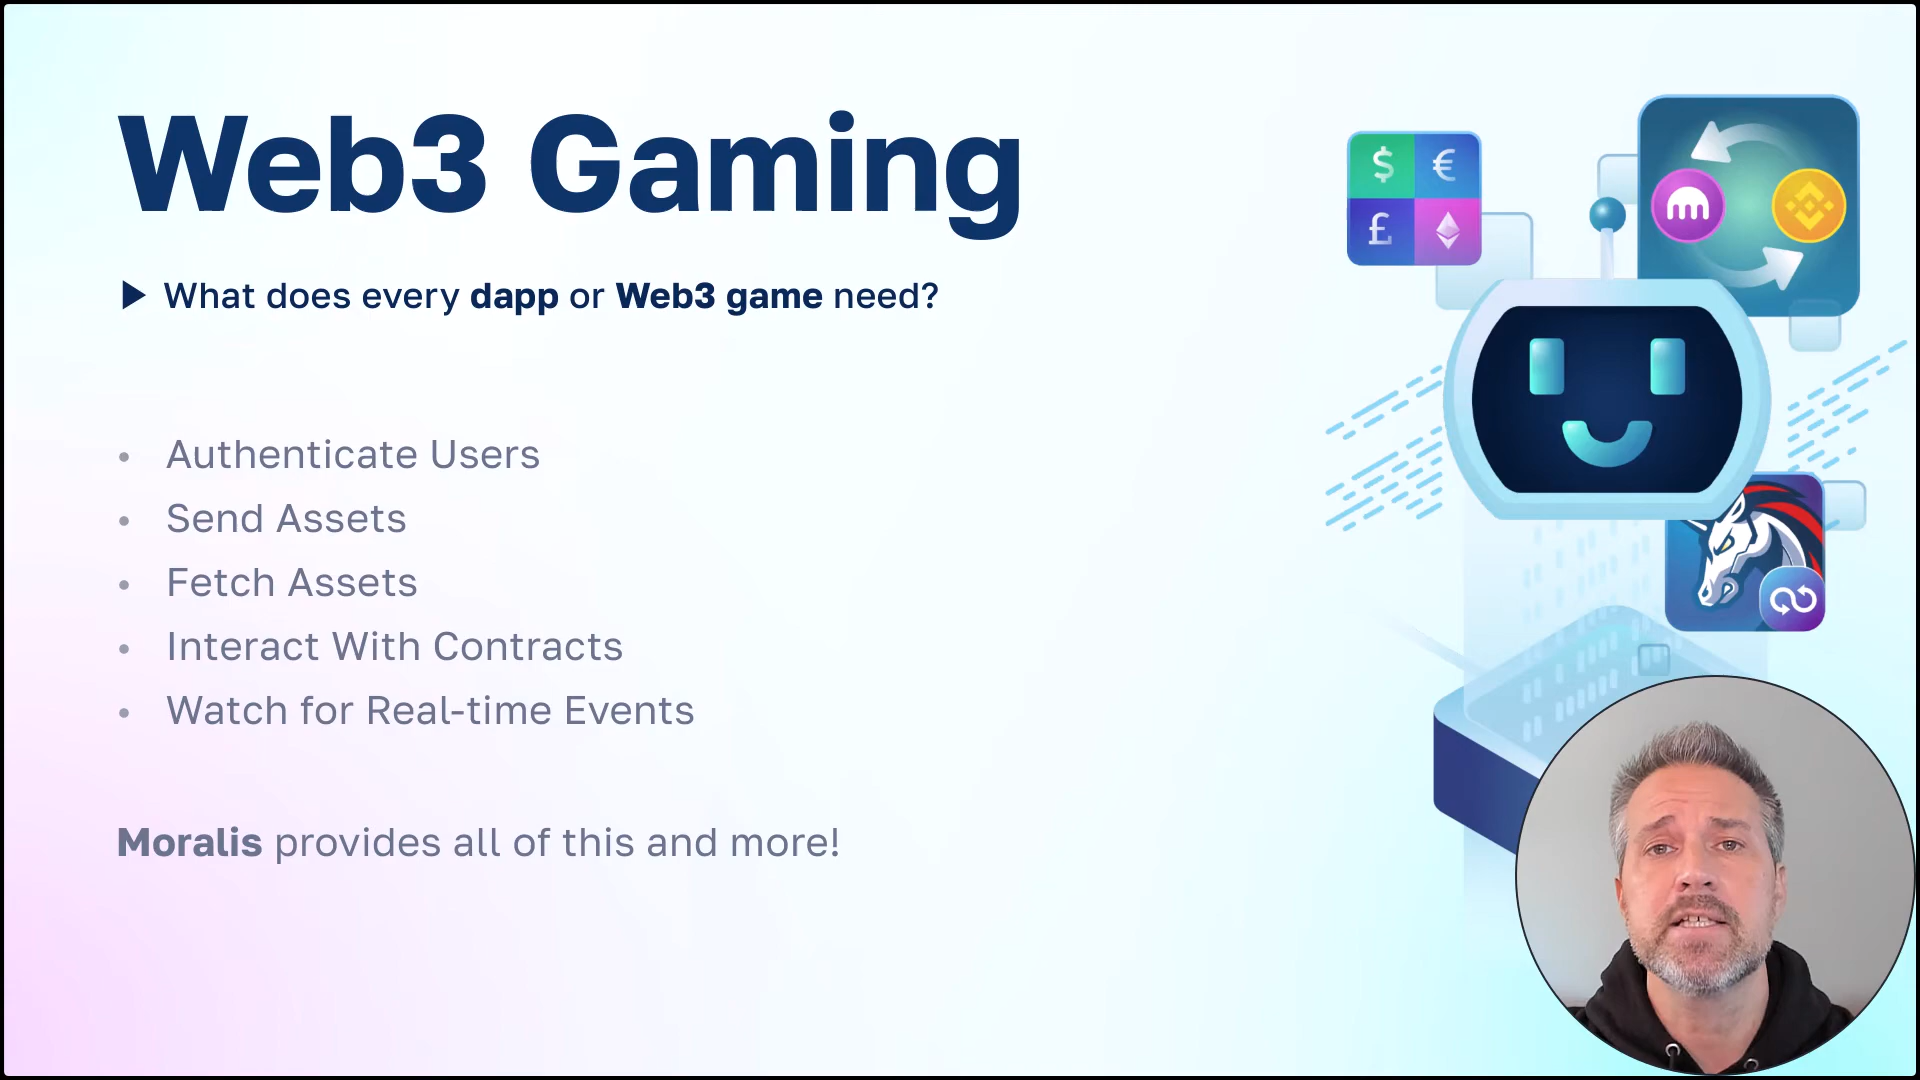 Web3 Gaming
What does every dapp or Web3 game need?
• Authenticate Users
• Send Assets
• Fetch Assets
• Interact With Contracts
• Watch for Real-time Events
Moralis provides all of this and more!
$ €
£